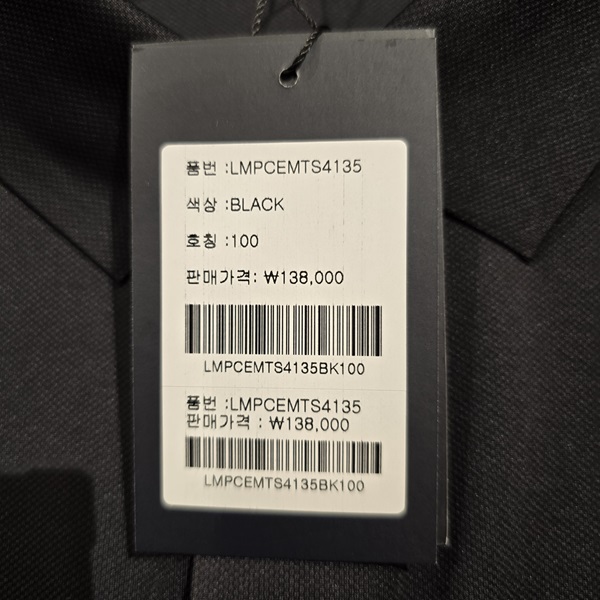 품번 :LMPCEMTS4135
색상 :BLACK
호칭 :100
판매가격: ₩138,000
LMPCEMTS4135BK100
품번 :LMPCEMTS4135
판매가격 : ₩138,000
LMPCEMTS4135BK100